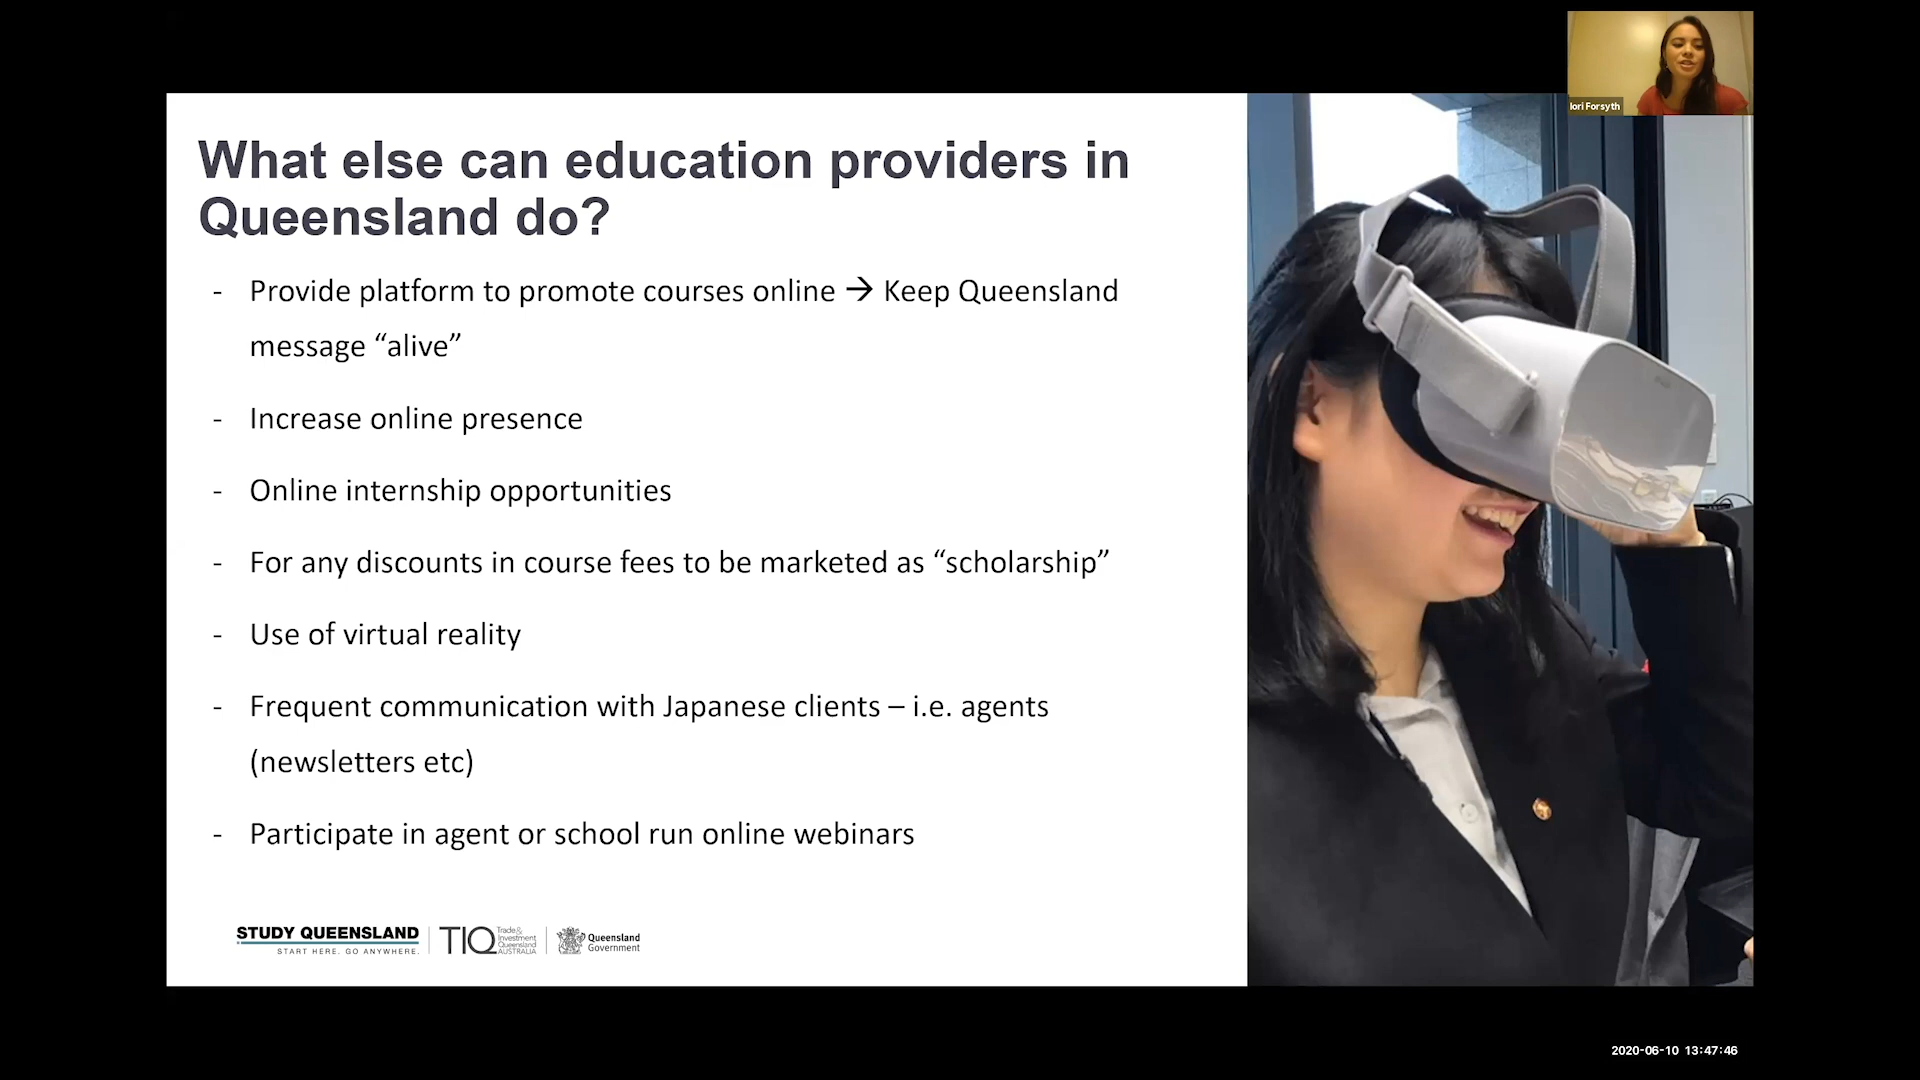 Iori Forsyth
What else can education providers in
Queensland do?
- Provide platform to promote courses online → Keep Queensland
message “alive”
- Increase online presence
- Online internship opportunities
- For any discounts in course fees to be marketed as “scholarship”
- Use of virtual reality
- Frequent communication with Japanese clients – i.e. agents
(newsletters etc)
- Participate in agent or school run online webinars
STUDY QUEENSLAND
START HERE. GO ANYWHERE.
TIQ
Trade &
Investment
Queensland
AUSTRALIA
Queensland
Government
2020-06-10 13:47:46